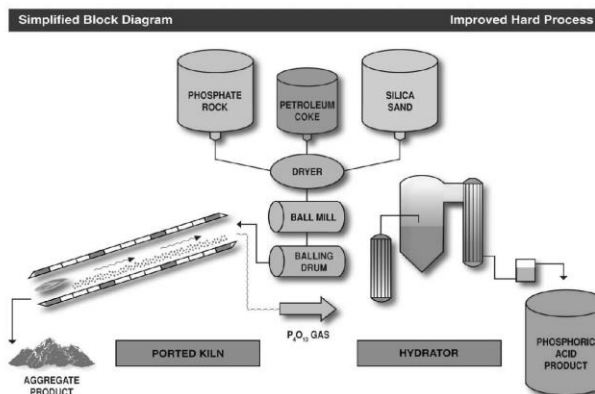 Simplified Block Diagram
Improved Hard Process
PHOSPHATE
ROCK
PETROLEUM
COKE
SILICA
SAND
DRYER
BALL MILL
BALLING
DRUM
P₄O₁₀ GAS
PORTED KILN
HYDRATOR
AGGREGATE
PRODUCT
PHOSPHORIC
ACID
PRODUCT